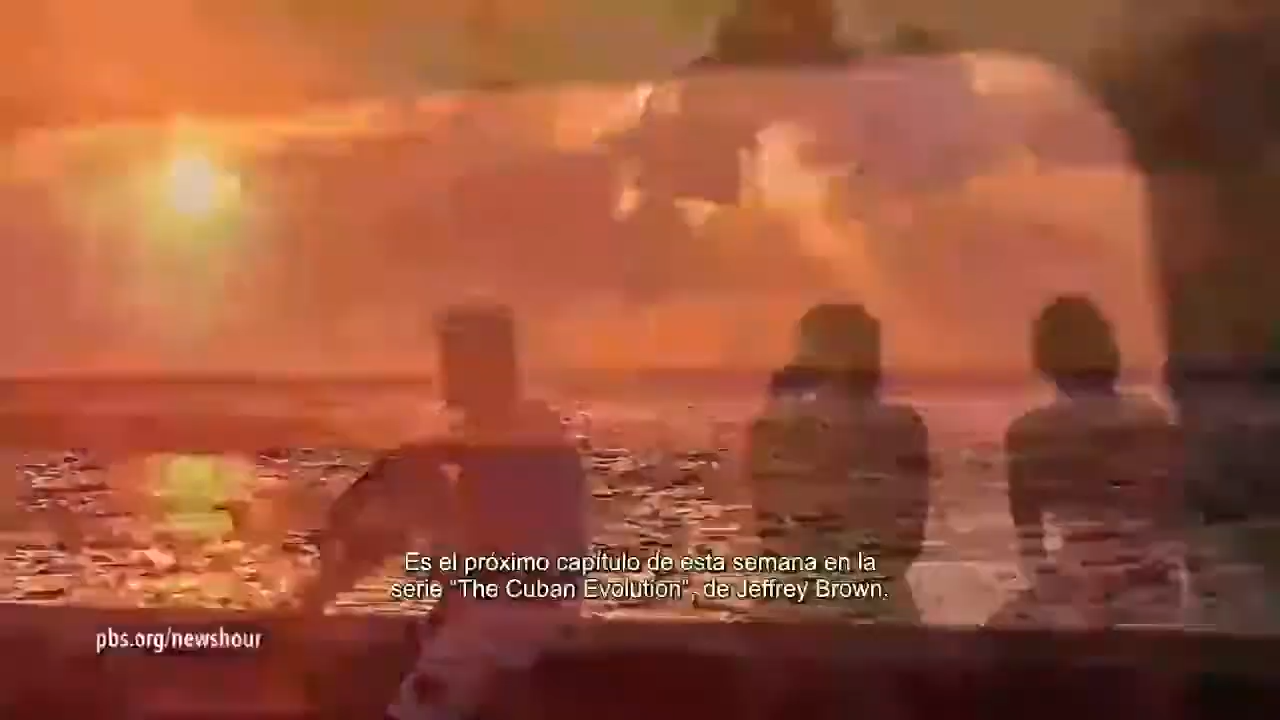 Es el próximo capítulo de esta semana en la
serie "The Cuban Evolution", de Jeffrey Brown.
pbs.org/newshour